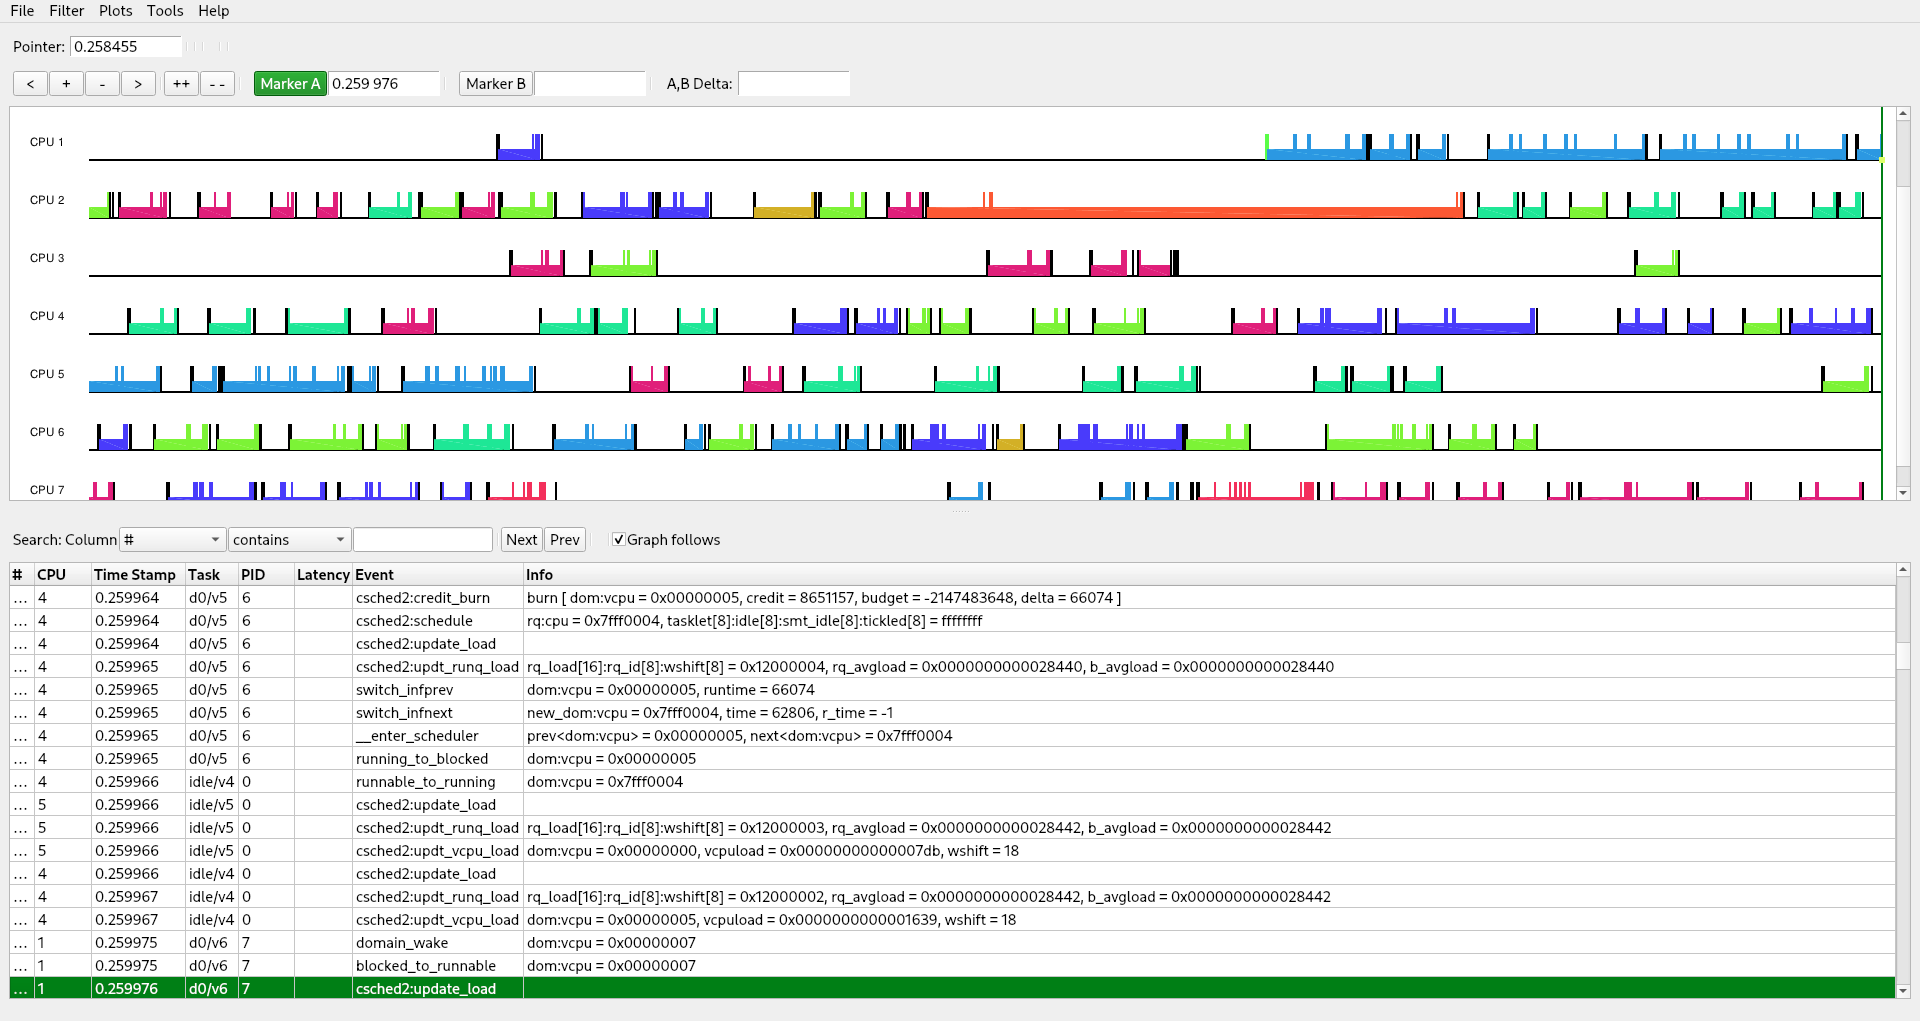 File Filter Plots Tools Help
Pointer: 0.258455
< + - > ++ - - Marker A 0.259 976 Marker B A,B Delta:
CPU 1
CPU 2
CPU 3
CPU 4
CPU 5
CPU 6
CPU 7
Search: Column # contains Next Prev Graph follows
# CPU Time Stamp Task PID Latency Event Info
... 4 0.259964 d0/v5 6 csched2:credit_burn burn [ dom:vcpu = 0x00000005, credit = 8651157, budget = -2147483648, delta = 66074 ]
... 4 0.259964 d0/v5 6 csched2:schedule rq:cpu = 0x7fff0004, tasklet[8]:idle[8]:smt_idle[8]:tickled[8] = ffffffff
... 4 0.259964 d0/v5 6 csched2:update_load
... 4 0.259965 d0/v5 6 csched2:updt_runq_load rq_load[16]:rq_id[8]:wshift[8] = 0x12000004, rq_avgload = 0x0000000000028440, b_avgload = 0x0000000000028440
... 4 0.259965 d0/v5 6 switch_infprev dom:vcpu = 0x00000005, runtime = 66074
... 4 0.259965 d0/v5 6 switch_infnext new_dom:vcpu = 0x7fff0004, time = 62806, r_time = -1
... 4 0.259965 d0/v5 6 __enter_scheduler prev<dom:vcpu> = 0x00000005, next<dom:vcpu> = 0x7fff0004
... 4 0.259965 d0/v5 6 running_to_blocked dom:vcpu = 0x00000005
... 4 0.259966 idle/v4 0 runnable_to_running dom:vcpu = 0x7fff0004
... 5 0.259966 idle/v5 0 csched2:update_load
... 5 0.259966 idle/v5 0 csched2:updt_runq_load rq_load[16]:rq_id[8]:wshift[8] = 0x12000003, rq_avgload = 0x0000000000028442, b_avgload = 0x0000000000028442
... 5 0.259966 idle/v5 0 csched2:updt_vcpu_load dom:vcpu = 0x00000000, vcpuload = 0x00000000000007db, wshift = 18
... 4 0.259966 idle/v4 0 csched2:update_load
... 4 0.259967 idle/v4 0 csched2:updt_runq_load rq_load[16]:rq_id[8]:wshift[8] = 0x12000002, rq_avgload = 0x0000000000028442, b_avgload = 0x0000000000028442
... 4 0.259967 idle/v4 0 csched2:updt_vcpu_load dom:vcpu = 0x00000005, vcpuload = 0x0000000000001639, wshift = 18
... 1 0.259975 d0/v6 7 domain_wake dom:vcpu = 0x00000007
... 1 0.259975 d0/v6 7 blocked_to_runnable dom:vcpu = 0x00000007
... 1 0.259976 d0/v6 7 csched2:update_load